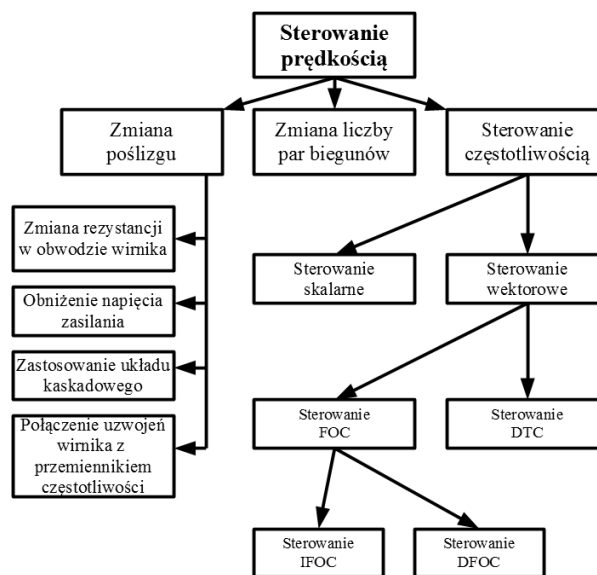 Sterowanie
prędkością
Zmiana
poślizgu
Zmiana liczby
par biegunów
Sterowanie
częstotliwością
Zmiana rezystancji
w obwodzie wirnika
Obniżenie napięcia
zasilania
Zastosowanie układu
kaskadowego
Połączenie uzwojeń
wirnika z
przemiennikiem
częstotliwości
Sterowanie
skalarne
Sterowanie
wektorowe
Sterowanie
FOC
Sterowanie
DTC
Sterowanie
IFOC
Sterowanie
DFOC